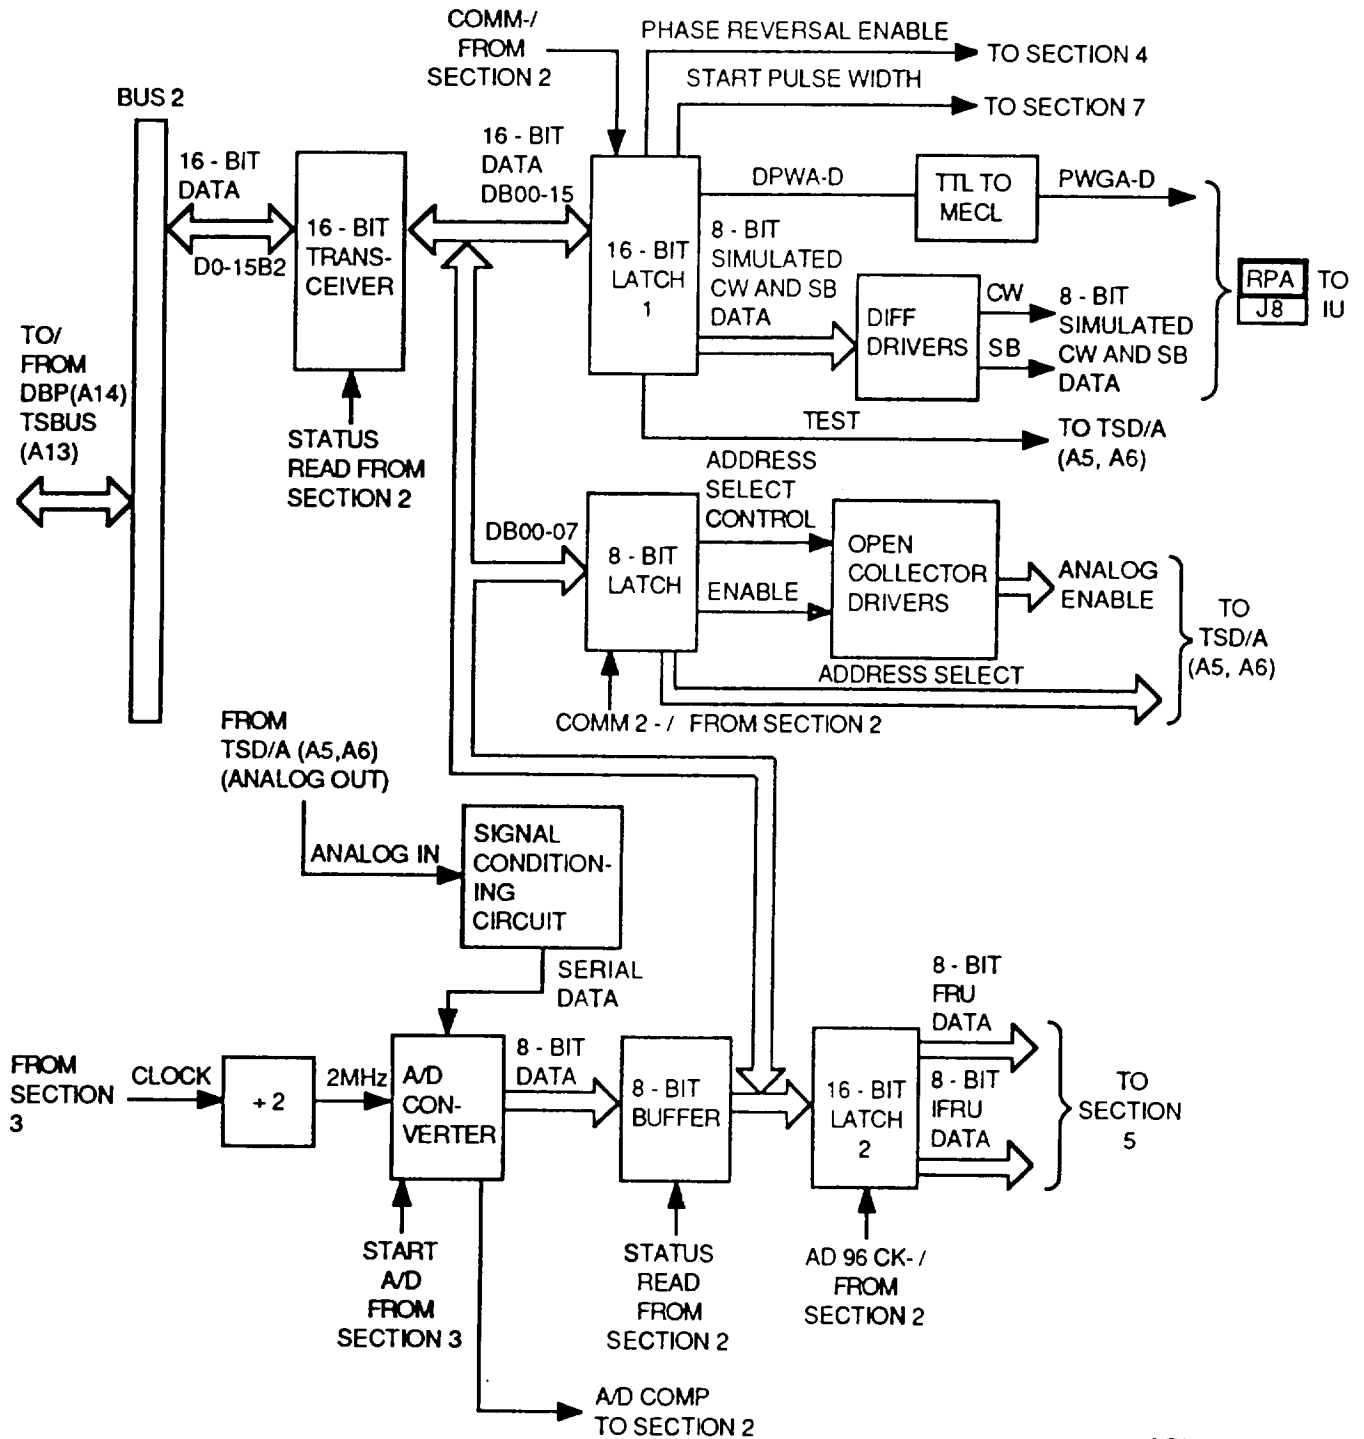 COMM-/
FROM
SECTION 2
PHASE REVERSAL ENABLE
TO SECTION 4
START PULSE WIDTH
TO SECTION 7
BUS 2
16 - BIT
DATA
D0-15B2
16 - BIT
TRANS-
CEIVER
16 - BIT
DATA
DB00-15
16 - BIT
LATCH
1
DPWA-D
TTL TO
MECL
PWGA-D
8 - BIT
SIMULATED
CW AND SB
DATA
DIFF
DRIVERS
CW
SB
8 - BIT
SIMULATED
CW AND SB
DATA
RPA
J8
TO
IU
TO/
FROM
DBP(A14)
TSBUS
(A13)
STATUS
READ FROM
SECTION 2
TEST
TO TSD/A
(A5, A6)
DB00-07
8 - BIT
LATCH
ADDRESS
SELECT
CONTROL
ENABLE
OPEN
COLLECTOR
DRIVERS
ANALOG
ENABLE
TO
TSD/A
(A5, A6)
ADDRESS SELECT
COMM 2 - / FROM SECTION 2
FROM
TSD/A (A5,A6)
(ANALOG OUT)
ANALOG IN
SIGNAL
CONDITION-
ING
CIRCUIT
SERIAL
DATA
FROM
SECTION
3
CLOCK
÷ 2
2MHz
A/D
CON-
VERTER
8 - BIT
DATA
8 - BIT
BUFFER
16 - BIT
LATCH
2
8 - BIT
FRU
DATA
8 - BIT
IFRU
DATA
TO
SECTION
5
START
A/D
FROM
SECTION 3
STATUS
READ
FROM
SECTION 2
AD 96 CK- /
FROM
SECTION 2
A/D COMP
TO SECTION 2